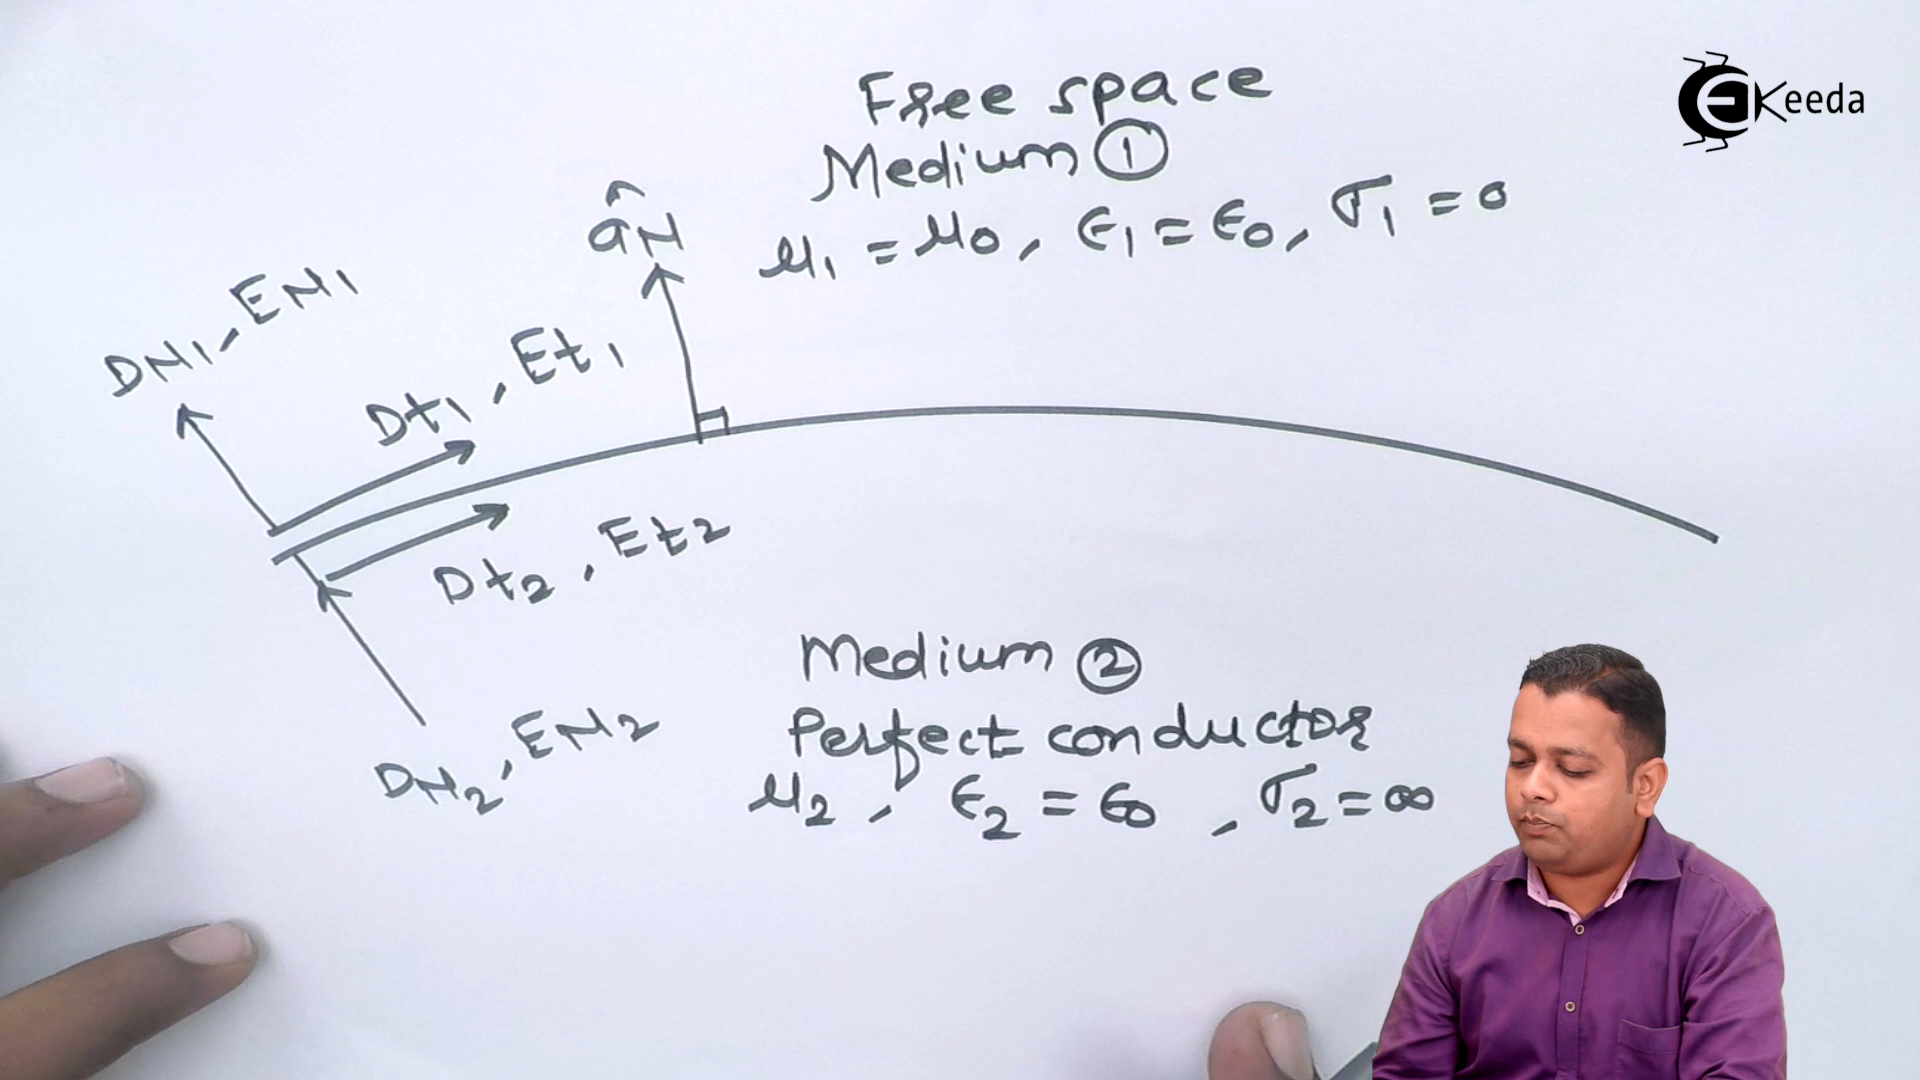 Free space
Medium ①
μ1 = μ0, ϵ1 = ϵ0, σ1 = 0
âN
DN1, EN1
Dt1, Et1
Dt2, Et2
DN2, EN2
Medium ②
Perfect conductor
μ2, ϵ2 = ϵ0, σ2 = ∞
EKeeda